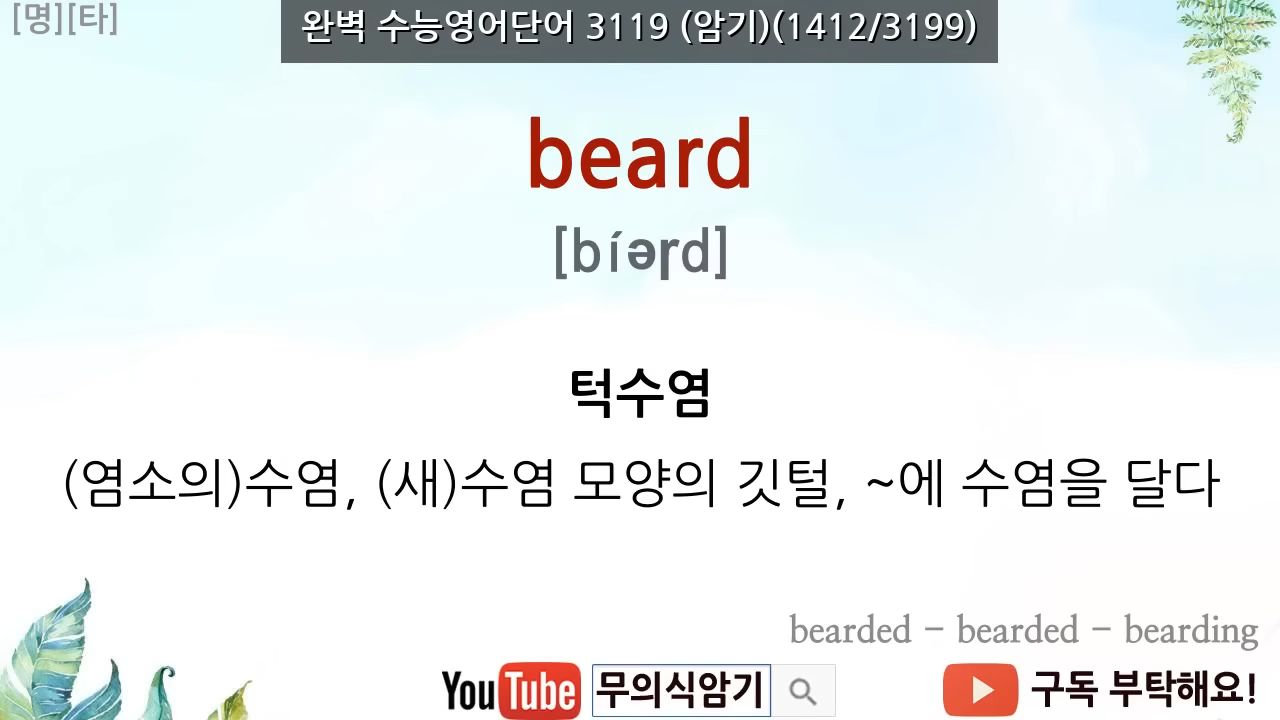 [명][타]
완벽 수능영어단어 3119 (암기)(1412/3199)
beard
[bíəɽd]
턱수염
(염소의)수염, (새)수염 모양의 깃털, ~에 수염을 달다
bearded - bearded - bearding
YouTube 무의식암기 구독 부탁해요!